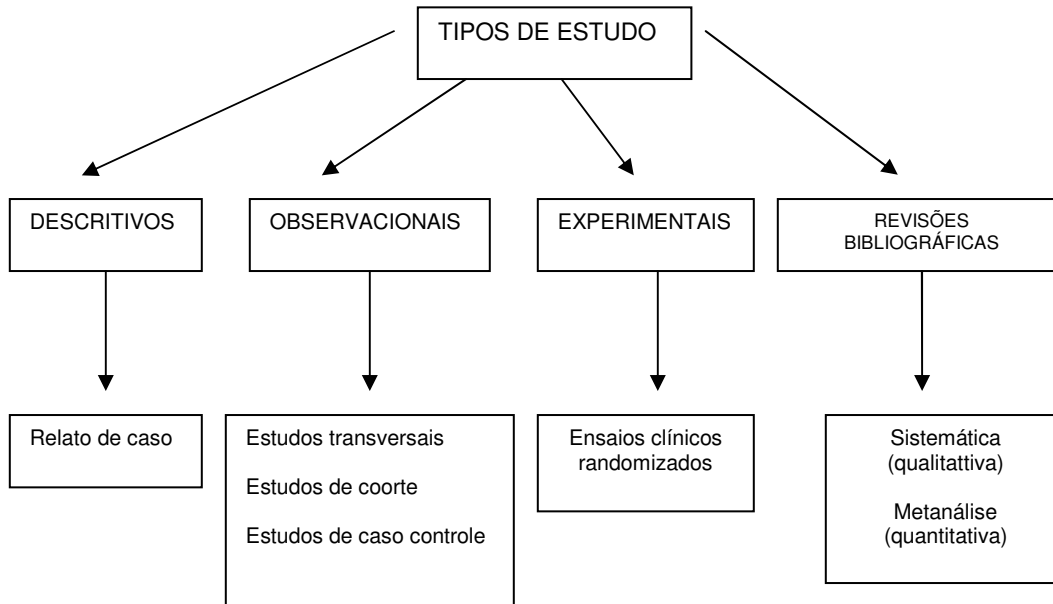 TIPOS DE ESTUDO
DESCRITIVOS
OBSERVACIONAIS
EXPERIMENTAIS
REVISÕES
BIBLIOGRÁFICAS
Relato de caso
Estudos transversais
Estudos de coorte
Estudos de caso controle
Ensaios clínicos
randomizados
Sistemática
(qualitattiva)
Metanálise
(quantitativa)